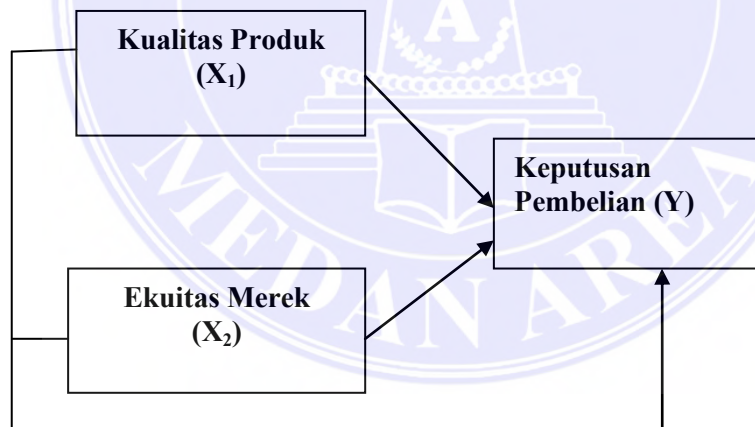 Kualitas Produk
(X₁)
Keputusan
Pembelian (Y)
Ekuitas Merek
(X₂)
A
MEDAN AREA